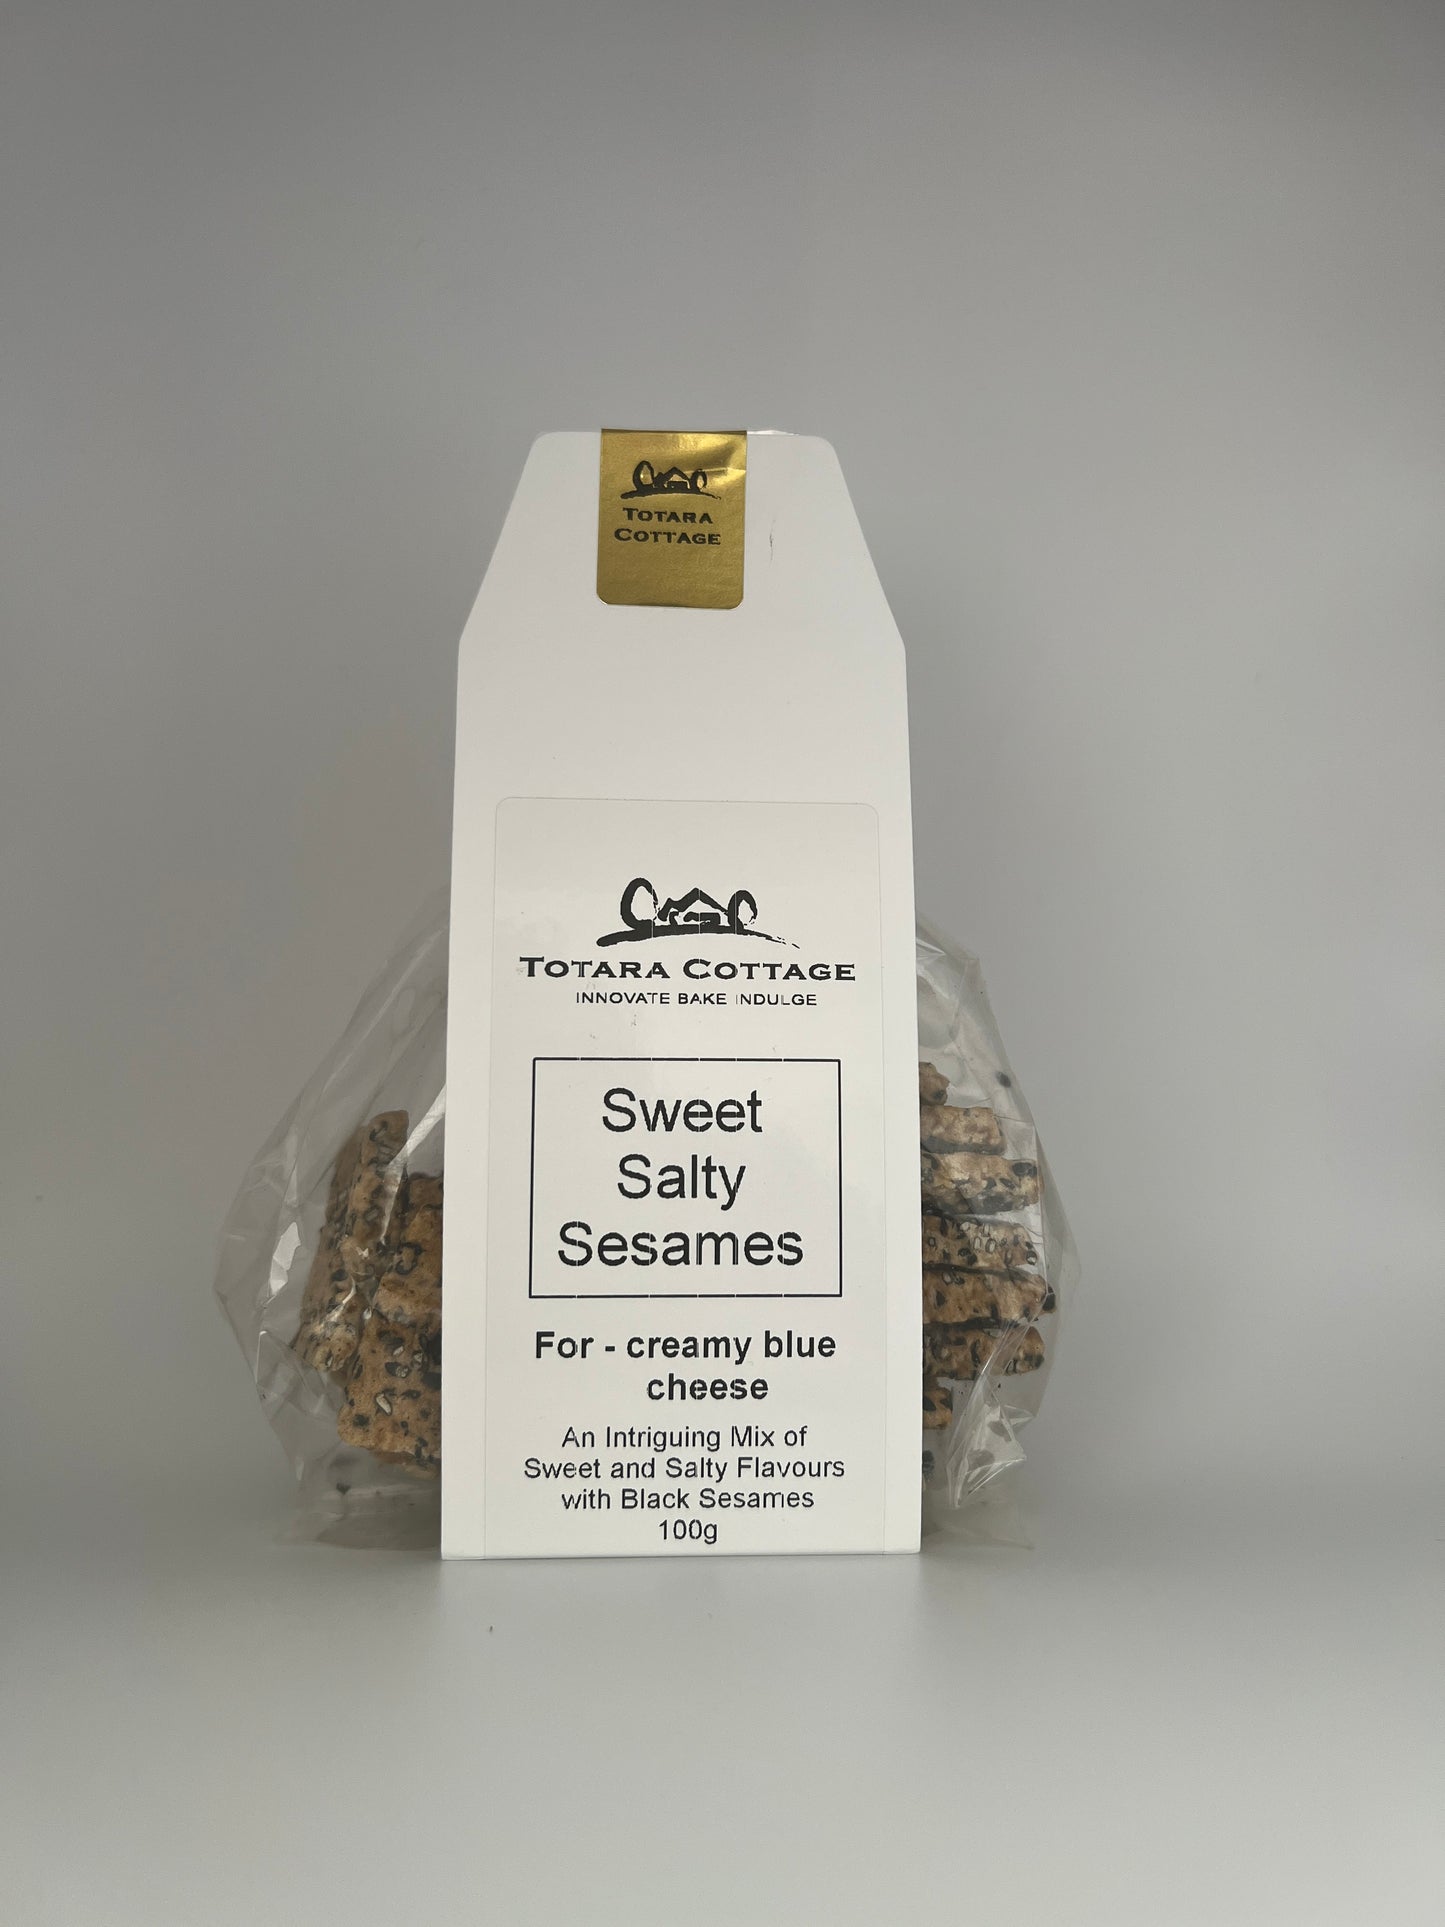 TOTARA
COTTAGE
TOTARA COTTAGE
INNOVATE BAKE INDULGE
Sweet
Salty
Sesames
For - creamy blue
cheese
An Intriguing Mix of
Sweet and Salty Flavours
with Black Sesames
100g